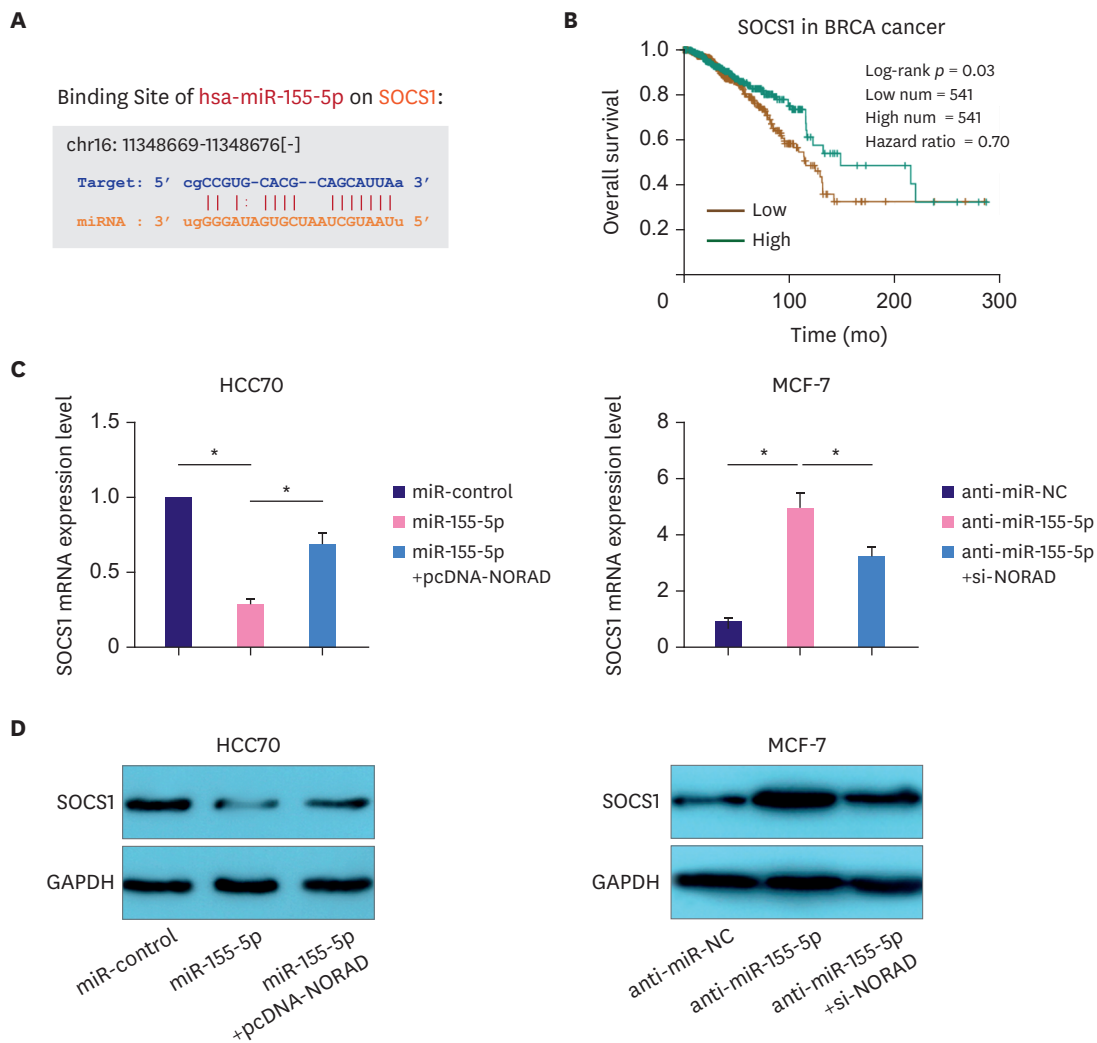 A
Binding Site of hsa-miR-155-5p on SOCS1:
chr16: 11348669-11348676[-]
Target: 5′ cgCCGUG-CACG--CAGCAUUAa 3′
miRNA : 3′ ugGGGAUAGUGCUAAUCGUAAUu 5′
B
SOCS1 in BRCA cancer
Overall survival
1.0
0.8
0.6
0.4
0.2
Log-rank p = 0.03
Low num = 541
High num = 541
Hazard ratio = 0.70
Low
High
0
100
200
300
Time (mo)
C
HCC70
SOCS1 mRNA expression level
1.5
1.0
0.5
0
*
*
miR-control
miR-155-5p
miR-155-5p
+pcDNA-NORAD
MCF-7
SOCS1 mRNA expression level
8
6
4
2
0
*
*
anti-miR-NC
anti-miR-155-5p
anti-miR-155-5p
+si-NORAD
D
HCC70
SOCS1
GAPDH
miR-control
miR-155-5p
miR-155-5p
+pcDNA-NORAD
MCF-7
SOCS1
GAPDH
anti-miR-NC
anti-miR-155-5p
anti-miR-155-5p
+si-NORAD